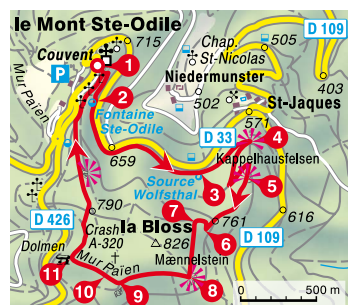 le Mont Ste-Odile
715
Chap.
St-Nicolas
505
D 109
Couvent
1
P
Niedermunster
403
Mur Païen
2
502
St-Jaques
Fontaine
Ste-Odile
571
D 33
4
659
Kappelhausfelsen
Source
Wolfsthal
3
5
790
7
761
616
D 426
Crash
A-320
la Bloss
6
D 109
826
Dolmen
Mænnelstein
Mur Païen
11
10
9
8
0
500 m